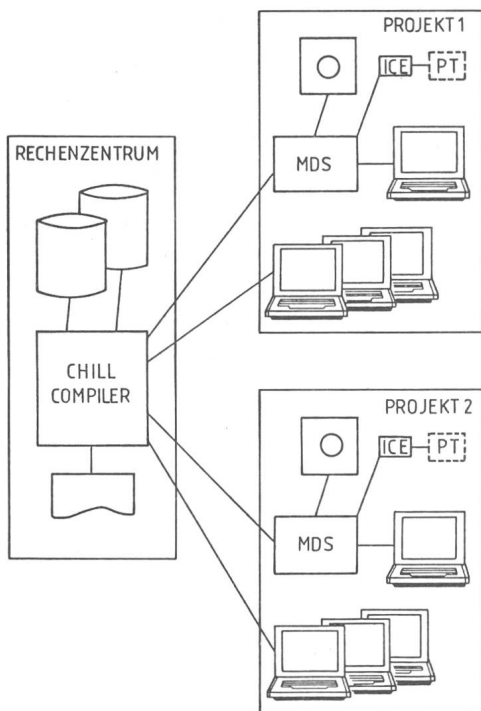 RECHENZENTRUM
CHILL
COMPILER
PROJEKT 1
ICE
PT
MDS
PROJEKT 2
ICE
PT
MDS